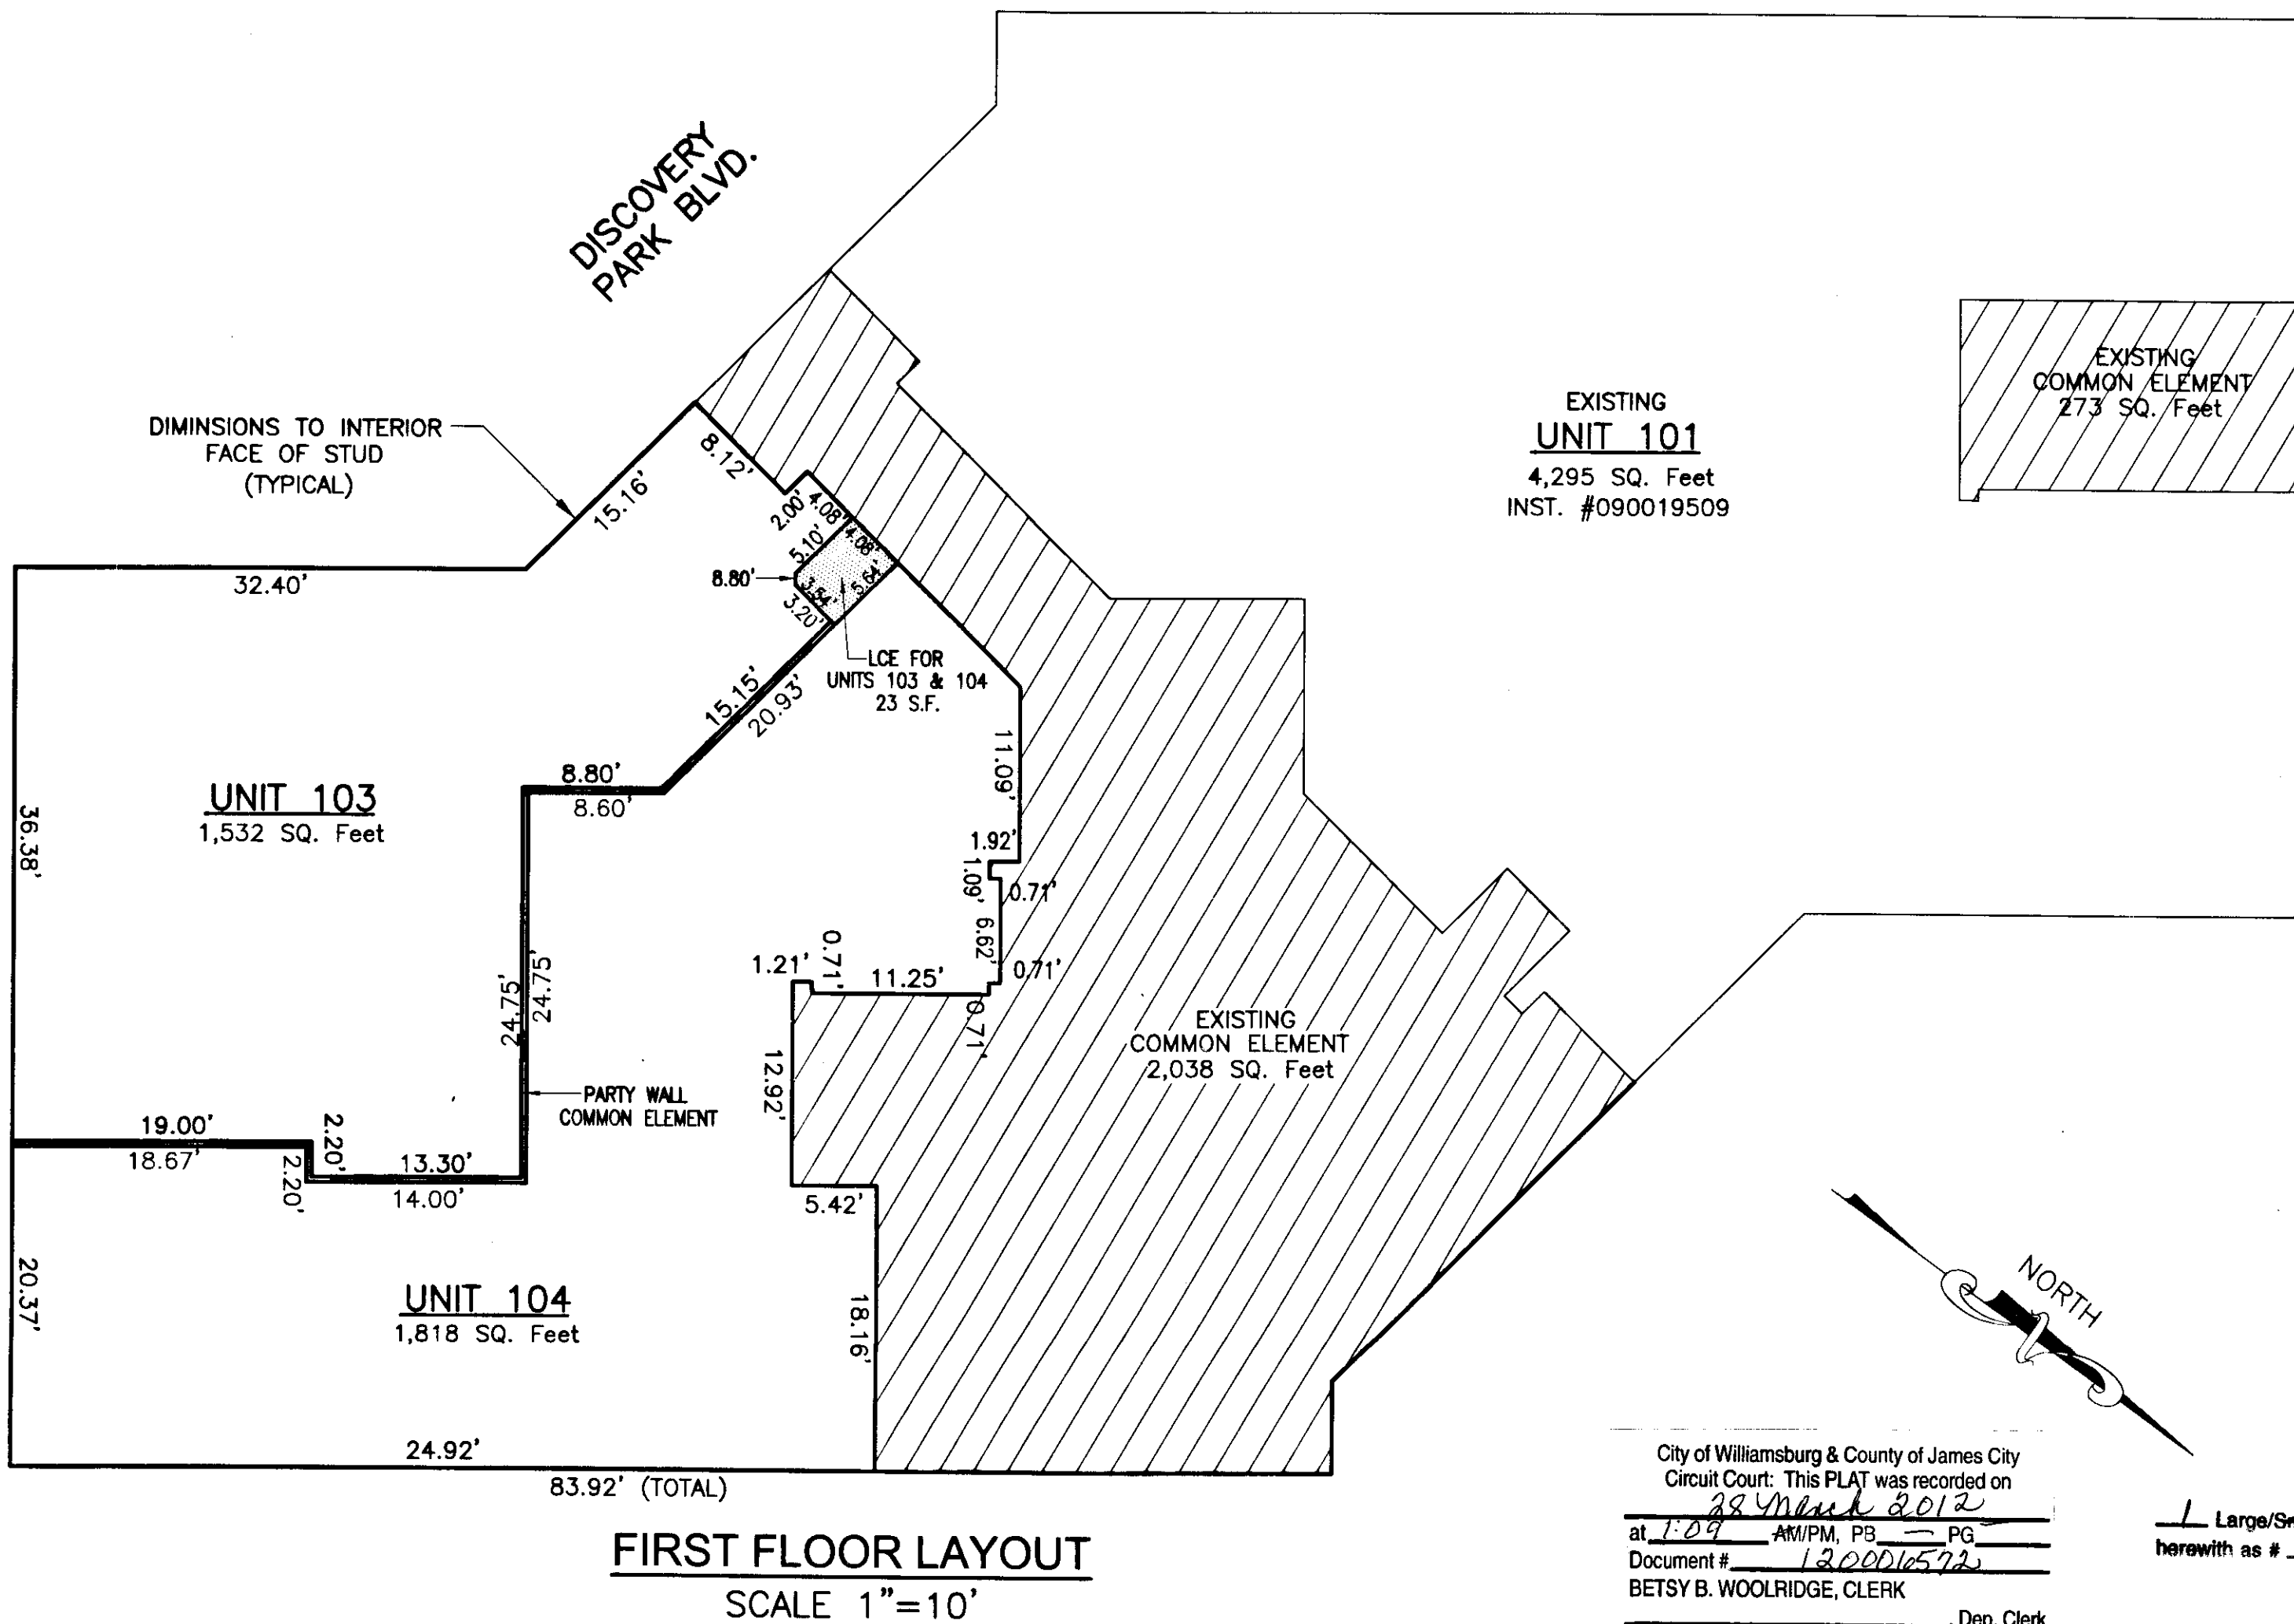 DISCOVERY
PARK BLVD.
DIMINSIONS TO INTERIOR
FACE OF STUD
(TYPICAL)
15.16'
8.12'
2.00'
4.08'
4.08'
5.10'
5.64'
8.80'
3.54'
3.20'
LCE FOR
UNITS 103 & 104
23 S.F.
32.40'
15.15'
20.93'
8.80'
8.60'
UNIT 103
1,532 SQ. Feet
36.38'
24.75'
24.75'
11.09'
1.92'
1.09'
0.71'
6.62'
0.71'
0.71'
1.21'
0.71'
11.25'
12.92'
5.42'
18.16'
PARTY WALL
COMMON ELEMENT
19.00'
18.67'
2.20'
2.20'
13.30'
14.00'
20.37'
UNIT 104
1,818 SQ. Feet
24.92'
83.92' (TOTAL)
EXISTING
UNIT 101
4,295 SQ. Feet
INST. #090019509
EXISTING
COMMON ELEMENT
273 SQ. Feet
EXISTING
COMMON ELEMENT
2,038 SQ. Feet
NORTH
FIRST FLOOR LAYOUT
SCALE 1"=10'
City of Williamsburg & County of James City
Circuit Court: This PLAT was recorded on
28 March 2012
at 1:09 AM/PM, PB — PG —
Document # 120006572
BETSY B. WOOLRIDGE, CLERK
Dep. Clerk
1 Large/
herewith as #